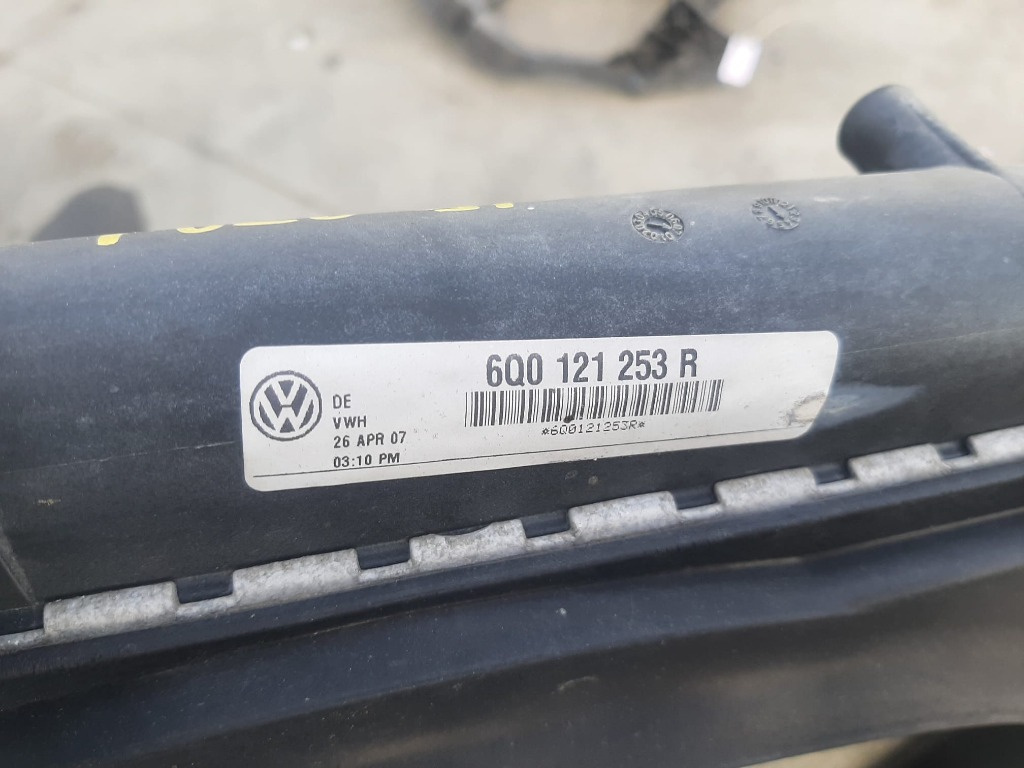 6Q0 121 253 R
*6Q0121253R*
DE
VWH
26 APR 07
03:10 PM